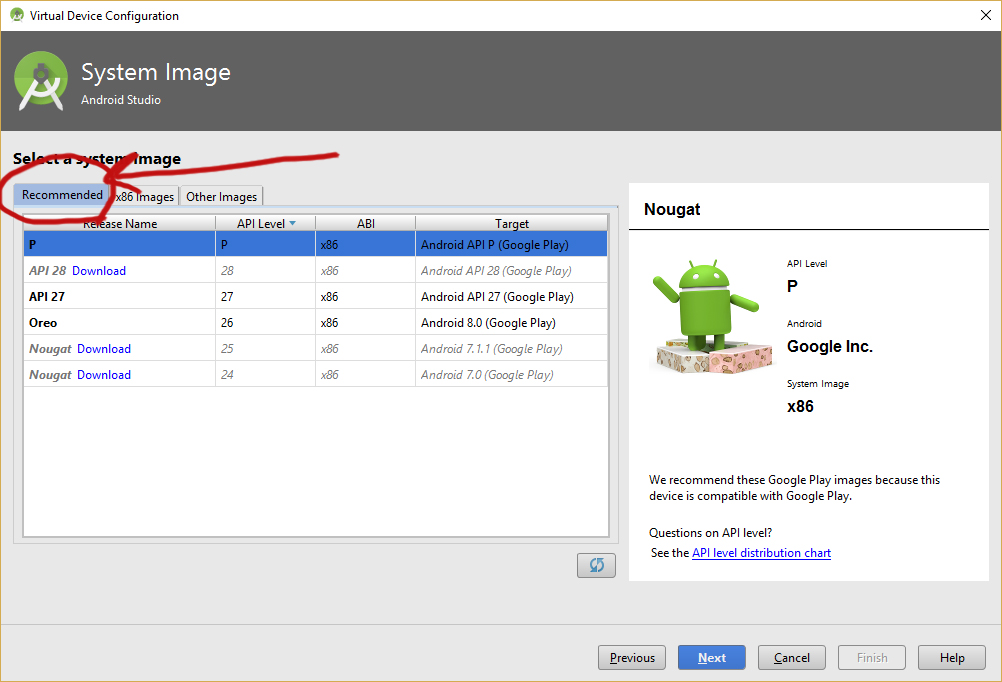 Virtual Device Configuration
System Image
Android Studio
Select a system image
Recommended x86 Images Other Images
Release Name API Level ABI Target
P P x86 Android API P (Google Play)
API 28 Download 28 x86 Android API 28 (Google Play)
API 27 27 x86 Android API 27 (Google Play)
Oreo 26 x86 Android 8.0 (Google Play)
Nougat Download 25 x86 Android 7.1.1 (Google Play)
Nougat Download 24 x86 Android 7.0 (Google Play)
Nougat
API Level
P
Android
Google Inc.
System Image
x86
We recommend these Google Play images because this
device is compatible with Google Play.
Questions on API level?
See the API level distribution chart
Previous Next Cancel Finish Help